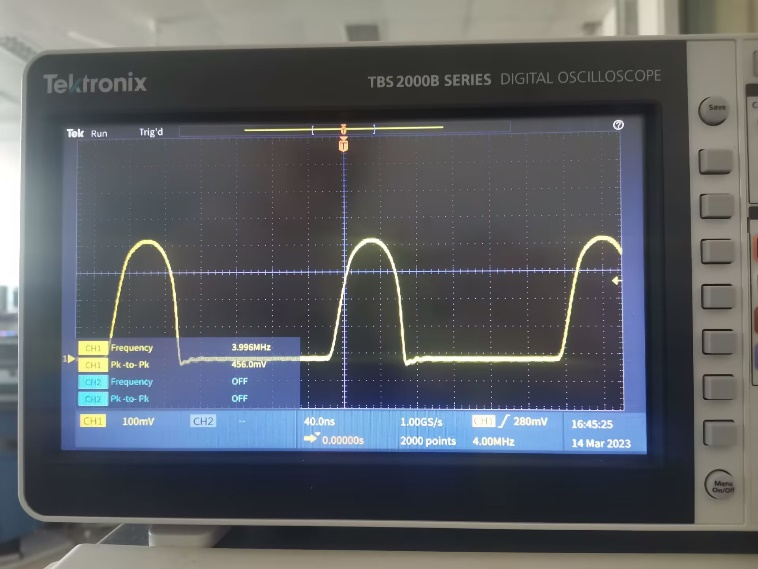 Tektronix
TBS 2000B SERIES DIGITAL OSCILLOSCOPE
Save
Tek Run Trig'd
T
CH1 Frequency 3.996MHz
1 CH1 Pk-to-Pk 456.0mV
CH2 Frequency OFF
CH2 Pk-to-Pk OFF
CH1 100mV CH2 -- 40.0ns 1.00GS/s CH1 280mV 16:45:25
0.00000s 2000 points 4.00MHz 14 Mar 2023
Menu
On/Off